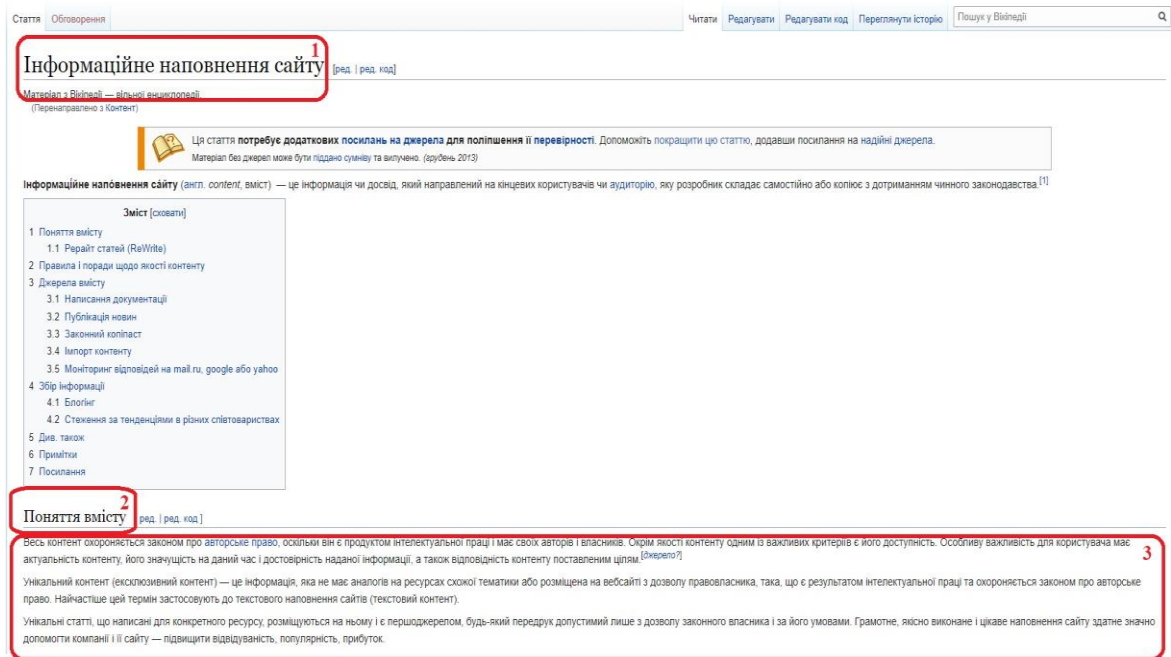 Стаття Обговорення Читати Редагувати Редагувати код Переглянути історію Пошук у Вікіпедії
1
Інформаційне наповнення сайту [ред. | ред. код]
Матеріал з Вікіпедії — вільної енциклопедії.
(Перенаправлено з Контент)
Ця стаття потребує додаткових посилань на джерела для поліпшення її перевірності. Допоможіть покращити цю статтю, додавши посилання на надійні джерела.
Матеріал без джерел може бути піддано сумніву та вилучено. (грудень 2013)
Інформаці́йне напо́внення са́йту (англ. content, вміст) — це інформація чи досвід, який направлений на кінцевих користувачів чи аудиторію, яку розробник складає самостійно або копіює з дотриманням чинного законодавства.[1]
Зміст [сховати]
1 Поняття вмісту
1.1 Рерайт статей (ReWrite)
2 Правила і поради щодо якості контенту
3 Джерела вмісту
3.1 Написання документації
3.2 Публікація новин
3.3 Законний копіпаст
3.4 Імпорт контенту
3.5 Моніторинг відповідей на mail.ru, google або yahoo
4 Збір інформації
4.1 Блогінг
4.2 Стеження за тенденціями в різних співтовариствах
5 Див. також
6 Примітки
7 Посилання
2
Поняття вмісту ред. | ред. код ]
Весь контент охороняється законом про авторське право, оскільки він є продуктом інтелектуальної праці і має своїх авторів і власників. Окрім якості контенту одним із важливих критеріїв є його доступність. Особливу важливість для користувача має
актуальність контенту, його значущість на даний час і достовірність наданої інформації, а також відповідність контенту поставленим цілям.[джерело?]
3
Унікальний контент (ексклюзивний контент) — це інформація, яка не має аналогів на ресурсах схожої тематики або розміщена на вебсайті з дозволу правовласника, така, що є результатом інтелектуальної праці та охороняється законом про авторське
право. Найчастіше цей термін застосовують до текстового наповнення сайтів (текстовий контент).
Унікальні статті, що написані для конкретного ресурсу, розміщуються на ньому і є першоджерелом, будь-який передрук допустимий лише з дозволу законного власника і за його умовами. Грамотне, якісно виконане і цікаве наповнення сайту здатне значно
допомогти компанії і її сайту — підвищити відвідуваність, популярність, прибуток.